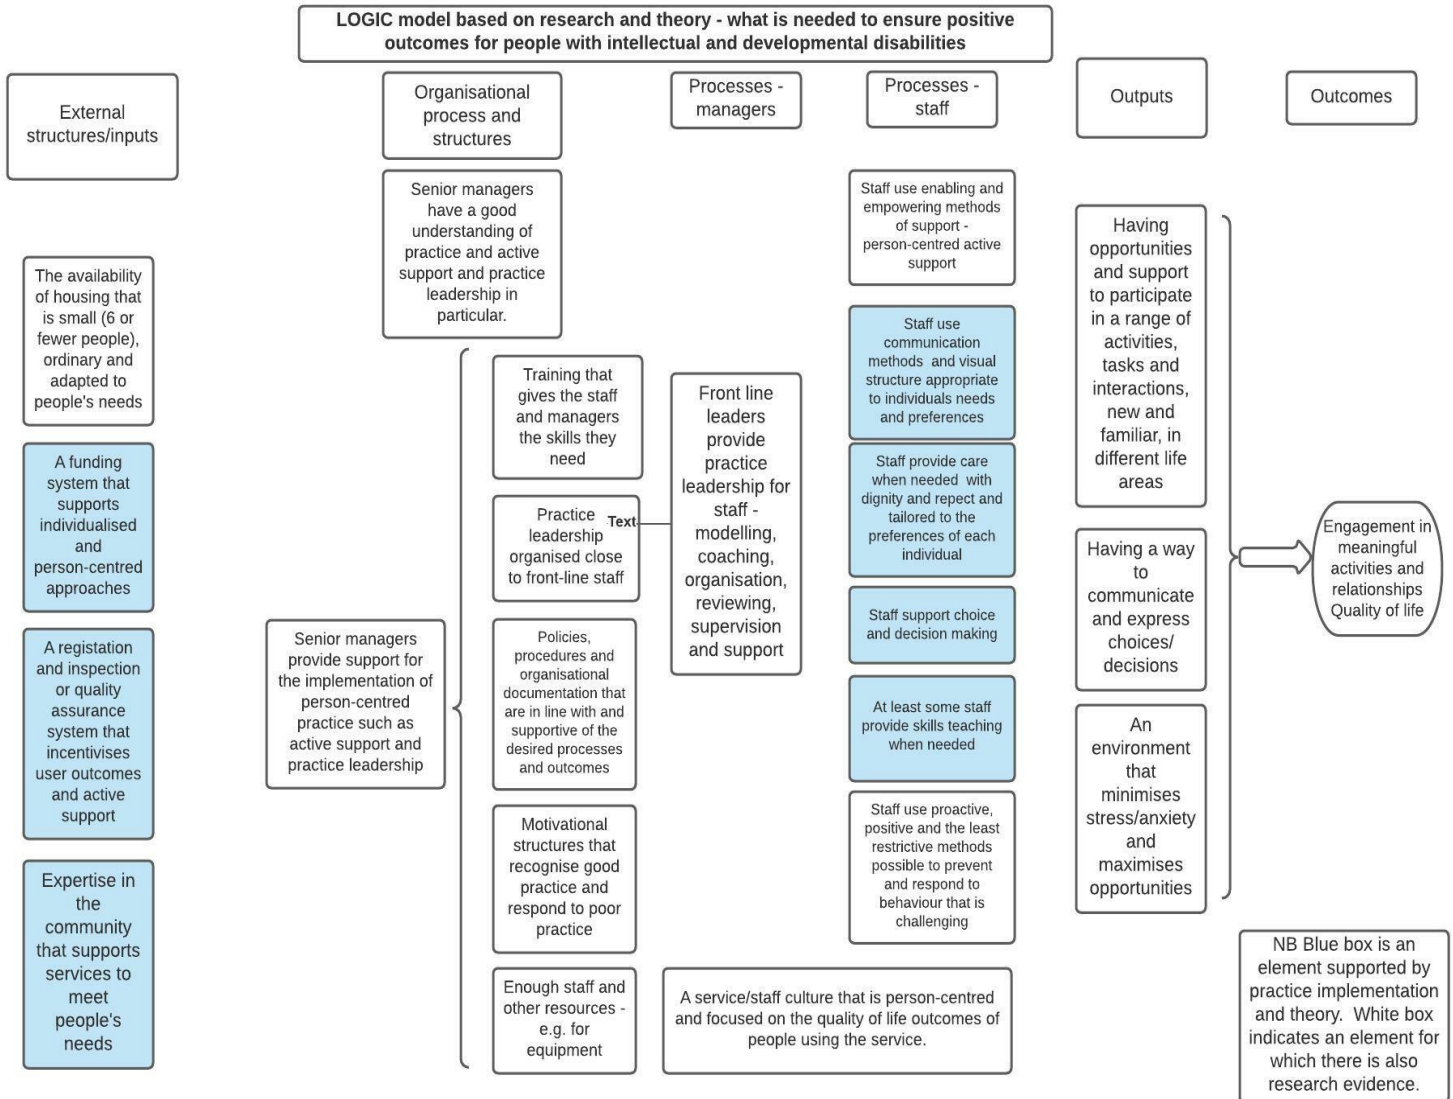 LOGIC model based on research and theory - what is needed to ensure positive
outcomes for people with intellectual and developmental disabilities
External
structures/inputs
Organisational
process and
structures
Processes -
managers
Processes -
staff
Outputs
Outcomes
The availability
of housing that
is small (6 or
fewer people),
ordinary and
adapted to
people's needs
A funding
system that
supports
individualised
and
person-centred
approaches
A registation
and inspection
or quality
assurance
system that
incentivises
user outcomes
and active
support
Expertise in
the
community
that supports
services to
meet
people's
needs
Senior managers
have a good
understanding of
practice and active
support and practice
leadership in
particular.
Senior managers
provide support for
the implementation of
person-centred
practice such as
active support and
practice leadership
Training that
gives the staff
and managers
the skills they
need
Practice
leadership
organised close
to front-line staff
Text
Policies,
procedures and
organisational
documentation that
are in line with and
supportive of the
desired processes
and outcomes
Motivational
structures that
recognise good
practice and
respond to poor
practice
Enough staff and
other resources -
e.g. for
equipment
Front line
leaders
provide
practice
leadership for
staff -
modelling,
coaching,
organisation,
reviewing,
supervision
and support
A service/staff culture that is person-centred
and focused on the quality of life outcomes of
people using the service.
Staff use enabling and
empowering methods
of support -
person-centred active
support
Staff use
communication
methods and visual
structure appropriate
to individuals needs
and preferences
Staff provide care
when needed with
dignity and repect and
tailored to the
preferences of each
individual
Staff support choice
and decision making
At least some staff
provide skills teaching
when needed
Staff use proactive,
positive and the least
restrictive methods
possible to prevent
and respond to
behaviour that is
challenging
Having
opportunities
and support
to participate
in a range of
activities,
tasks and
interactions,
new and
familiar, in
different life
areas
Having a way
to
communicate
and express
choices/
decisions
An
environment
that
minimises
stress/anxiety
and
maximises
opportunities
Engagement in
meaningful
activities and
relationships
Quality of life
NB Blue box is an
element supported by
practice implementation
and theory. White box
indicates an element for
which there is also
research evidence.